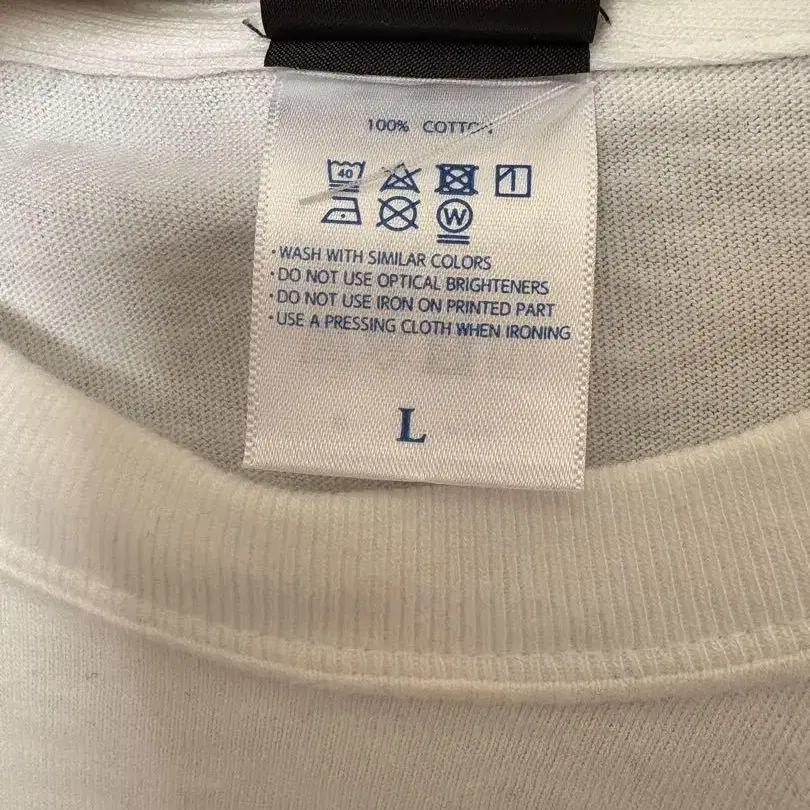 100% COTTON
40
W
・WASH WITH SIMILAR COLORS
・DO NOT USE OPTICAL BRIGHTENERS
・DO NOT USE IRON ON PRINTED PART
・USE A PRESSING CLOTH WHEN IRONING
L